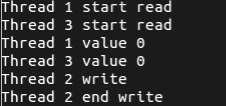 Thread 1 start read
Thread 3 start read
Thread 1 value 0
Thread 3 value 0
Thread 2 write
Thread 2 end write